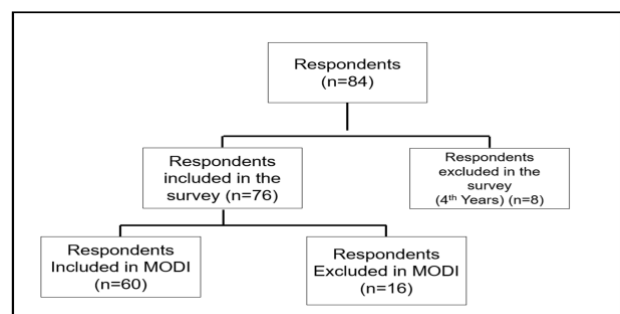 Respondents
(n=84)
Respondents
included in the
survey (n=76)
Respondents
excluded in the
survey
(4th Years) (n=8)
Respondents
Included in MODI
(n=60)
Respondents
Excluded in MODI
(n=16)